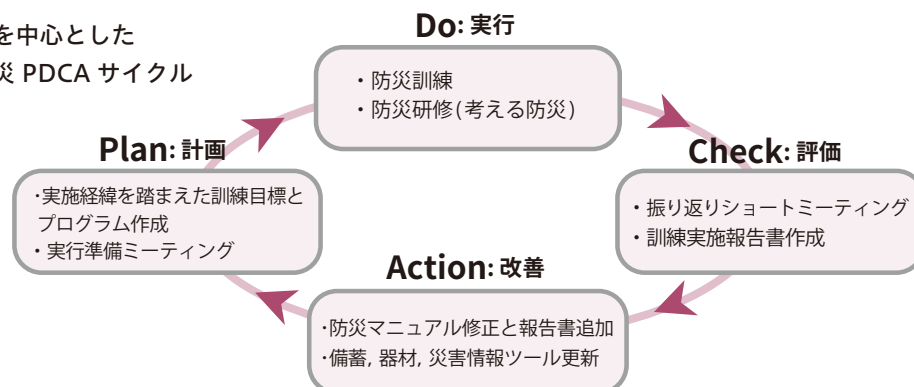 を中心とした
災 PDCA サイクル
Do: 実行
・防災訓練
・防災研修(考える防災)
Plan: 計画
・実施経緯を踏まえた訓練目標と
プログラム作成
・実行準備ミーティング
Check: 評価
・振り返りショートミーティング
・訓練実施報告書作成
Action: 改善
・防災マニュアル修正と報告書追加
・備蓄, 器材, 災害情報ツール更新